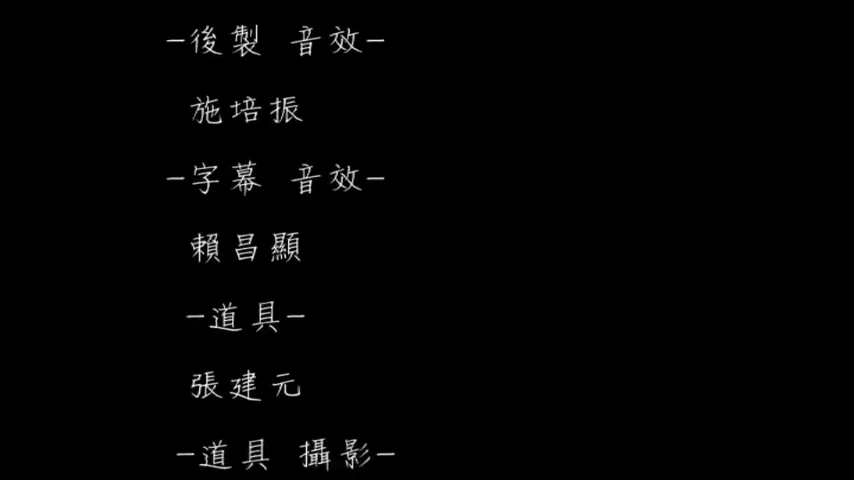 -後製 音效-
施培振
-字幕 音效-
賴昌顯
-道具-
張建元
-道具 攝影-